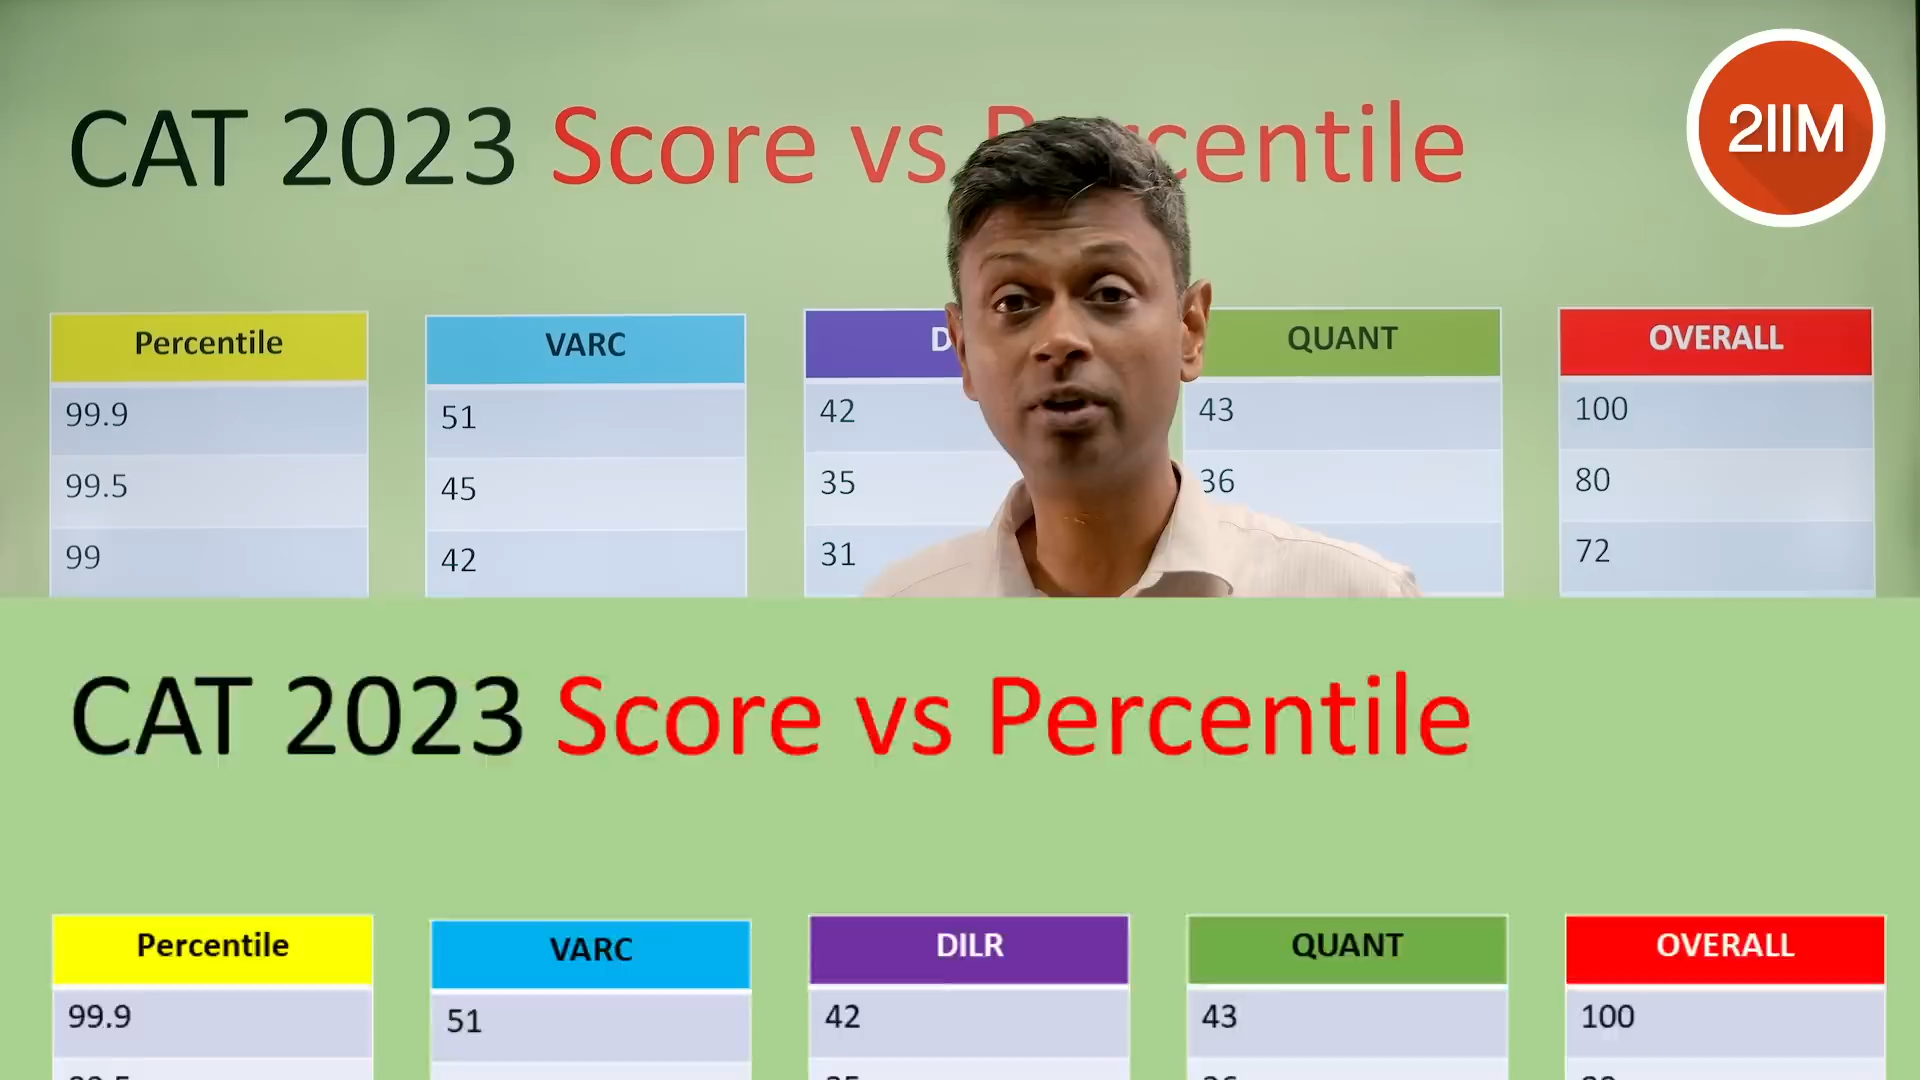 CAT 2023 Score vs Percentile
2IIM
Percentile VARC QUANT OVERALL
99.9 51 42 43 100
99.5 45 35 36 80
99 42 31 72
CAT 2023 Score vs Percentile
Percentile VARC DILR QUANT OVERALL
99.9 51 42 43 100